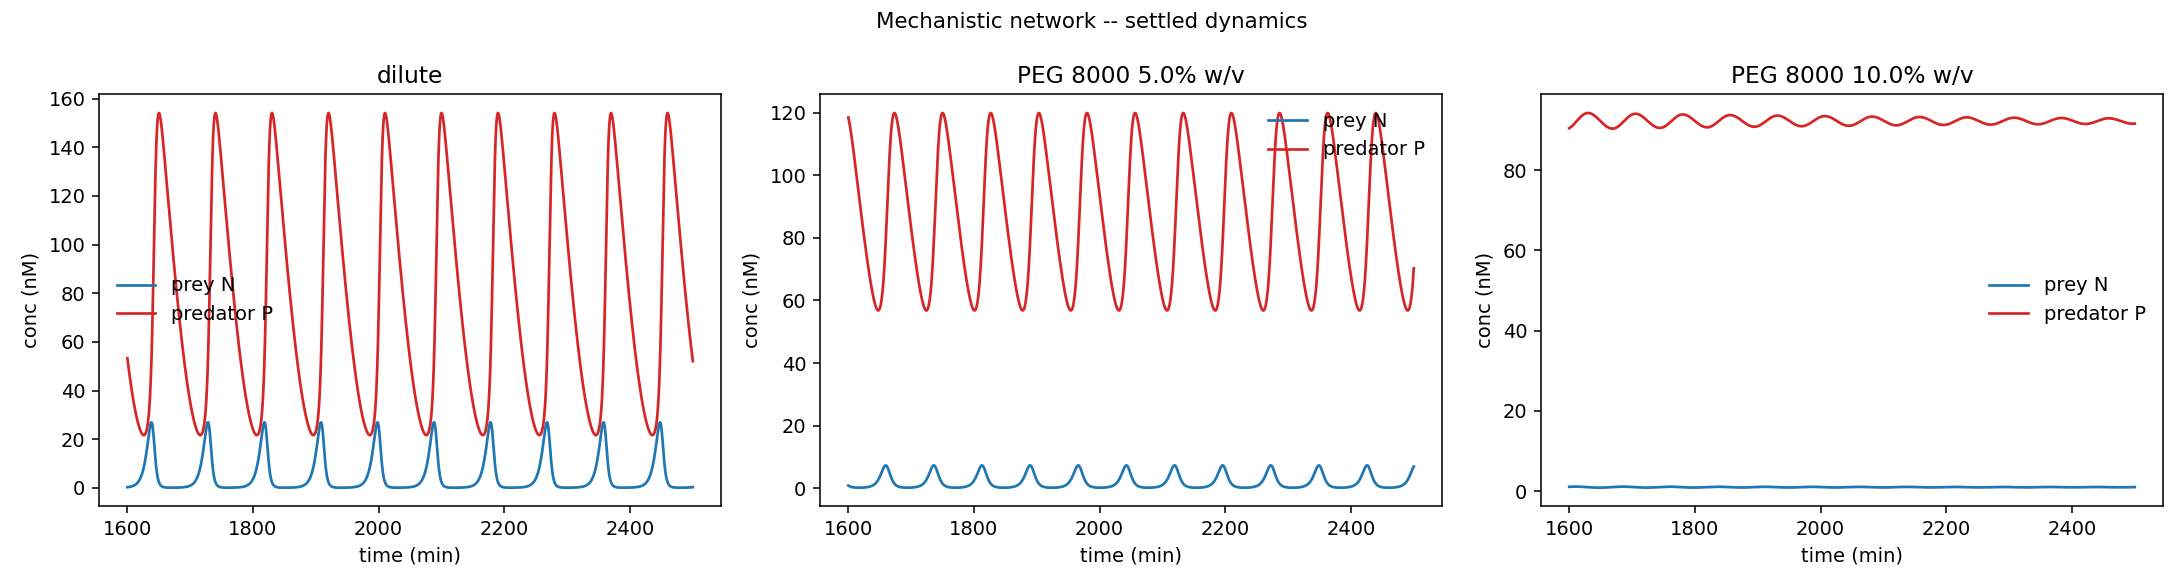 Mechanistic network -- settled dynamics
dilute
conc (nM)
160
140
120
100
80
60
40
20
0
prey N
predator P
1600 1800 2000 2200 2400
time (min)
PEG 8000 5.0% w/v
conc (nM)
120
100
80
60
40
20
0
prey N
predator P
1600 1800 2000 2200 2400
time (min)
PEG 8000 10.0% w/v
conc (nM)
80
60
40
20
0
prey N
predator P
1600 1800 2000 2200 2400
time (min)